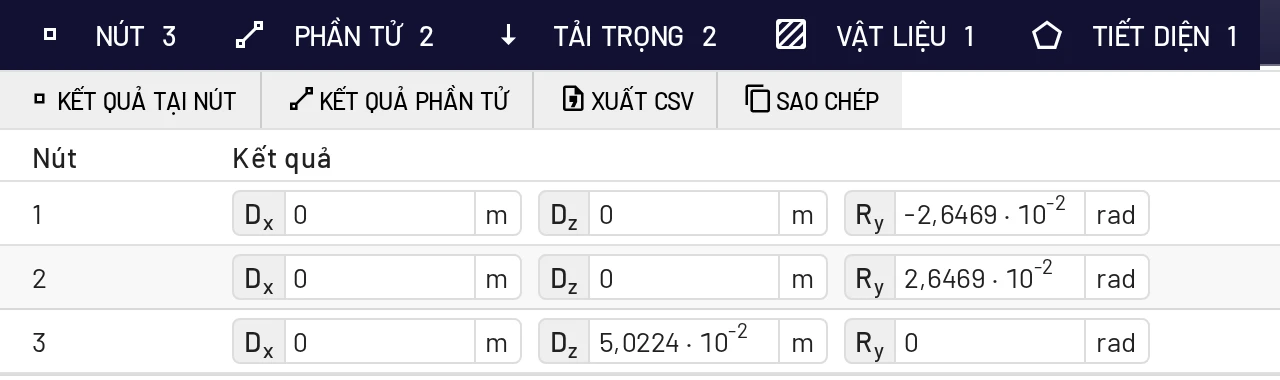 NÚT 3 PHẦN TỬ 2 TẢI TRỌNG 2 VẬT LIỆU 1 TIẾT DIỆN 1
KẾT QUẢ TẠI NÚT KẾT QUẢ PHẦN TỬ XUẤT CSV SAO CHÉP
Nút Kết quả
1 Dx 0 m Dz 0 m Ry -2,6469 · 10⁻² rad
2 Dx 0 m Dz 0 m Ry 2,6469 · 10⁻² rad
3 Dx 0 m Dz 5,0224 · 10⁻² m Ry 0 rad